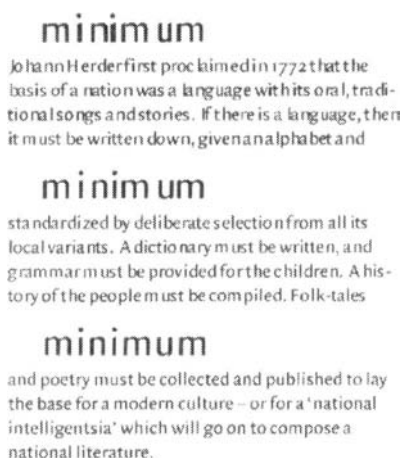 minimum
Johann Herder first proclaimed in 1772 that the
basis of a nation was a language with its oral, tradi-
tional songs and stories. If there is a language, then
it must be written down, given an alphabet and
minimum
standardized by deliberate selection from all its
local variants. A dictionary must be written, and
grammar must be provided for the children. A his-
tory of the people must be compiled. Folk-tales
minimum
and poetry must be collected and published to lay
the base for a modern culture – or for a ‘national
intelligentsia’ which will go on to compose a
national literature.